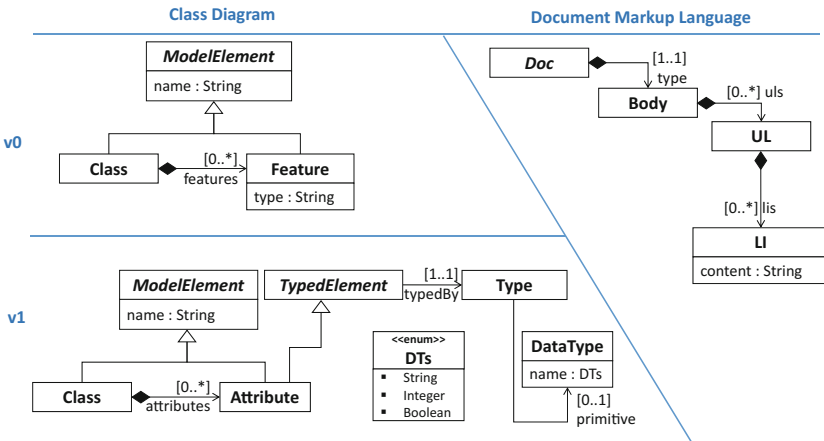 Class Diagram
Document Markup Language
v0
ModelElement
name : String
Class
[0..*]
features
Feature
type : String
Doc
[1..1]
type
Body
[0..*] uls
UL
[0..*] lis
LI
content : String
v1
ModelElement
name : String
TypedElement
[1..1]
typedBy
Type
Class
[0..*]
attributes
Attribute
<<enum>>
DTs
▪ String
▪ Integer
▪ Boolean
DataType
name : DTs
[0..1]
primitive